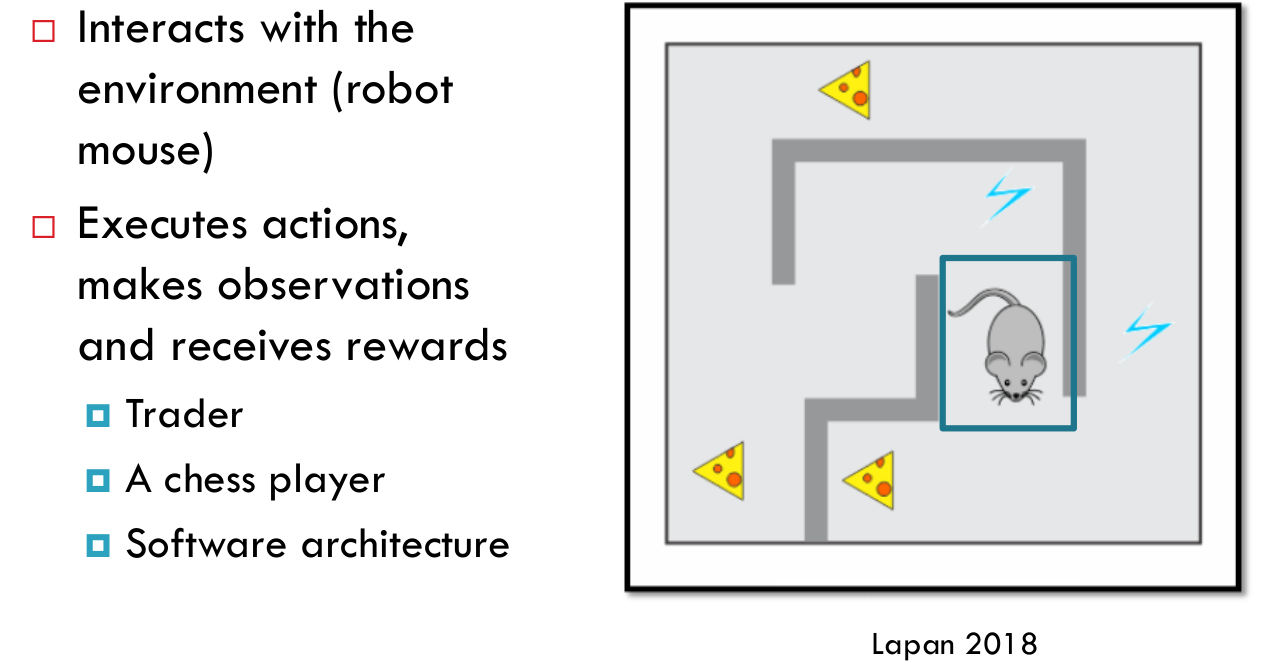 Interacts with the
environment (robot
mouse)
Executes actions,
makes observations
and receives rewards
Trader
A chess player
Software architecture
Lapan 2018